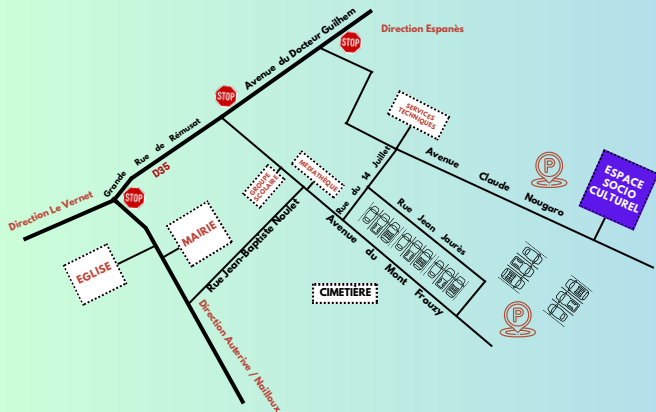 Avenue du Docteur Guilhem
Direction Espanès
STOP
STOP
SERVICES
TECHNIQUES
Grande Rue de Rémusat
D35
GROUPE
SCOLAIRE
MEDIATHÈQUE
Rue du 14 Juillet
Avenue Claude Nougaro
P
ESPACE
SOCIO
CULTUREL
Direction Le Vernet
STOP
MAIRIE
EGLISE
Rue Jean-Baptiste Noulet
Rue Jean Jaurès
Avenue du Mont Frouzy
CIMETIÈRE
P
Direction Auterive / Nailloux